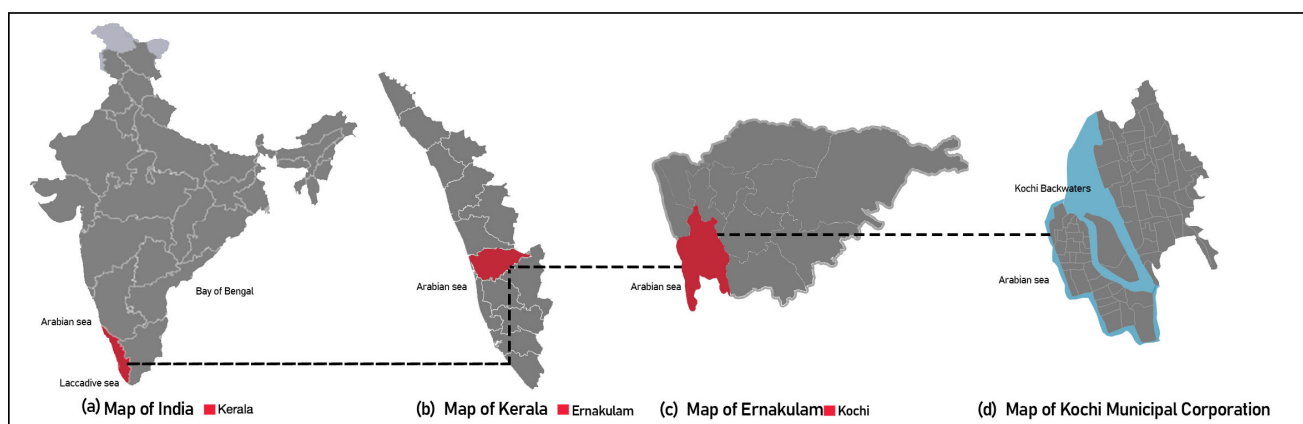 Bay of Bengal
Arabian sea
Laccadive sea
(a) Map of India
Kerala
Arabian sea
(b) Map of Kerala
Ernakulam
Arabian sea
(c) Map of Ernakulam
Kochi
Kochi Backwaters
Arabian sea
(d) Map of Kochi Municipal Corporation